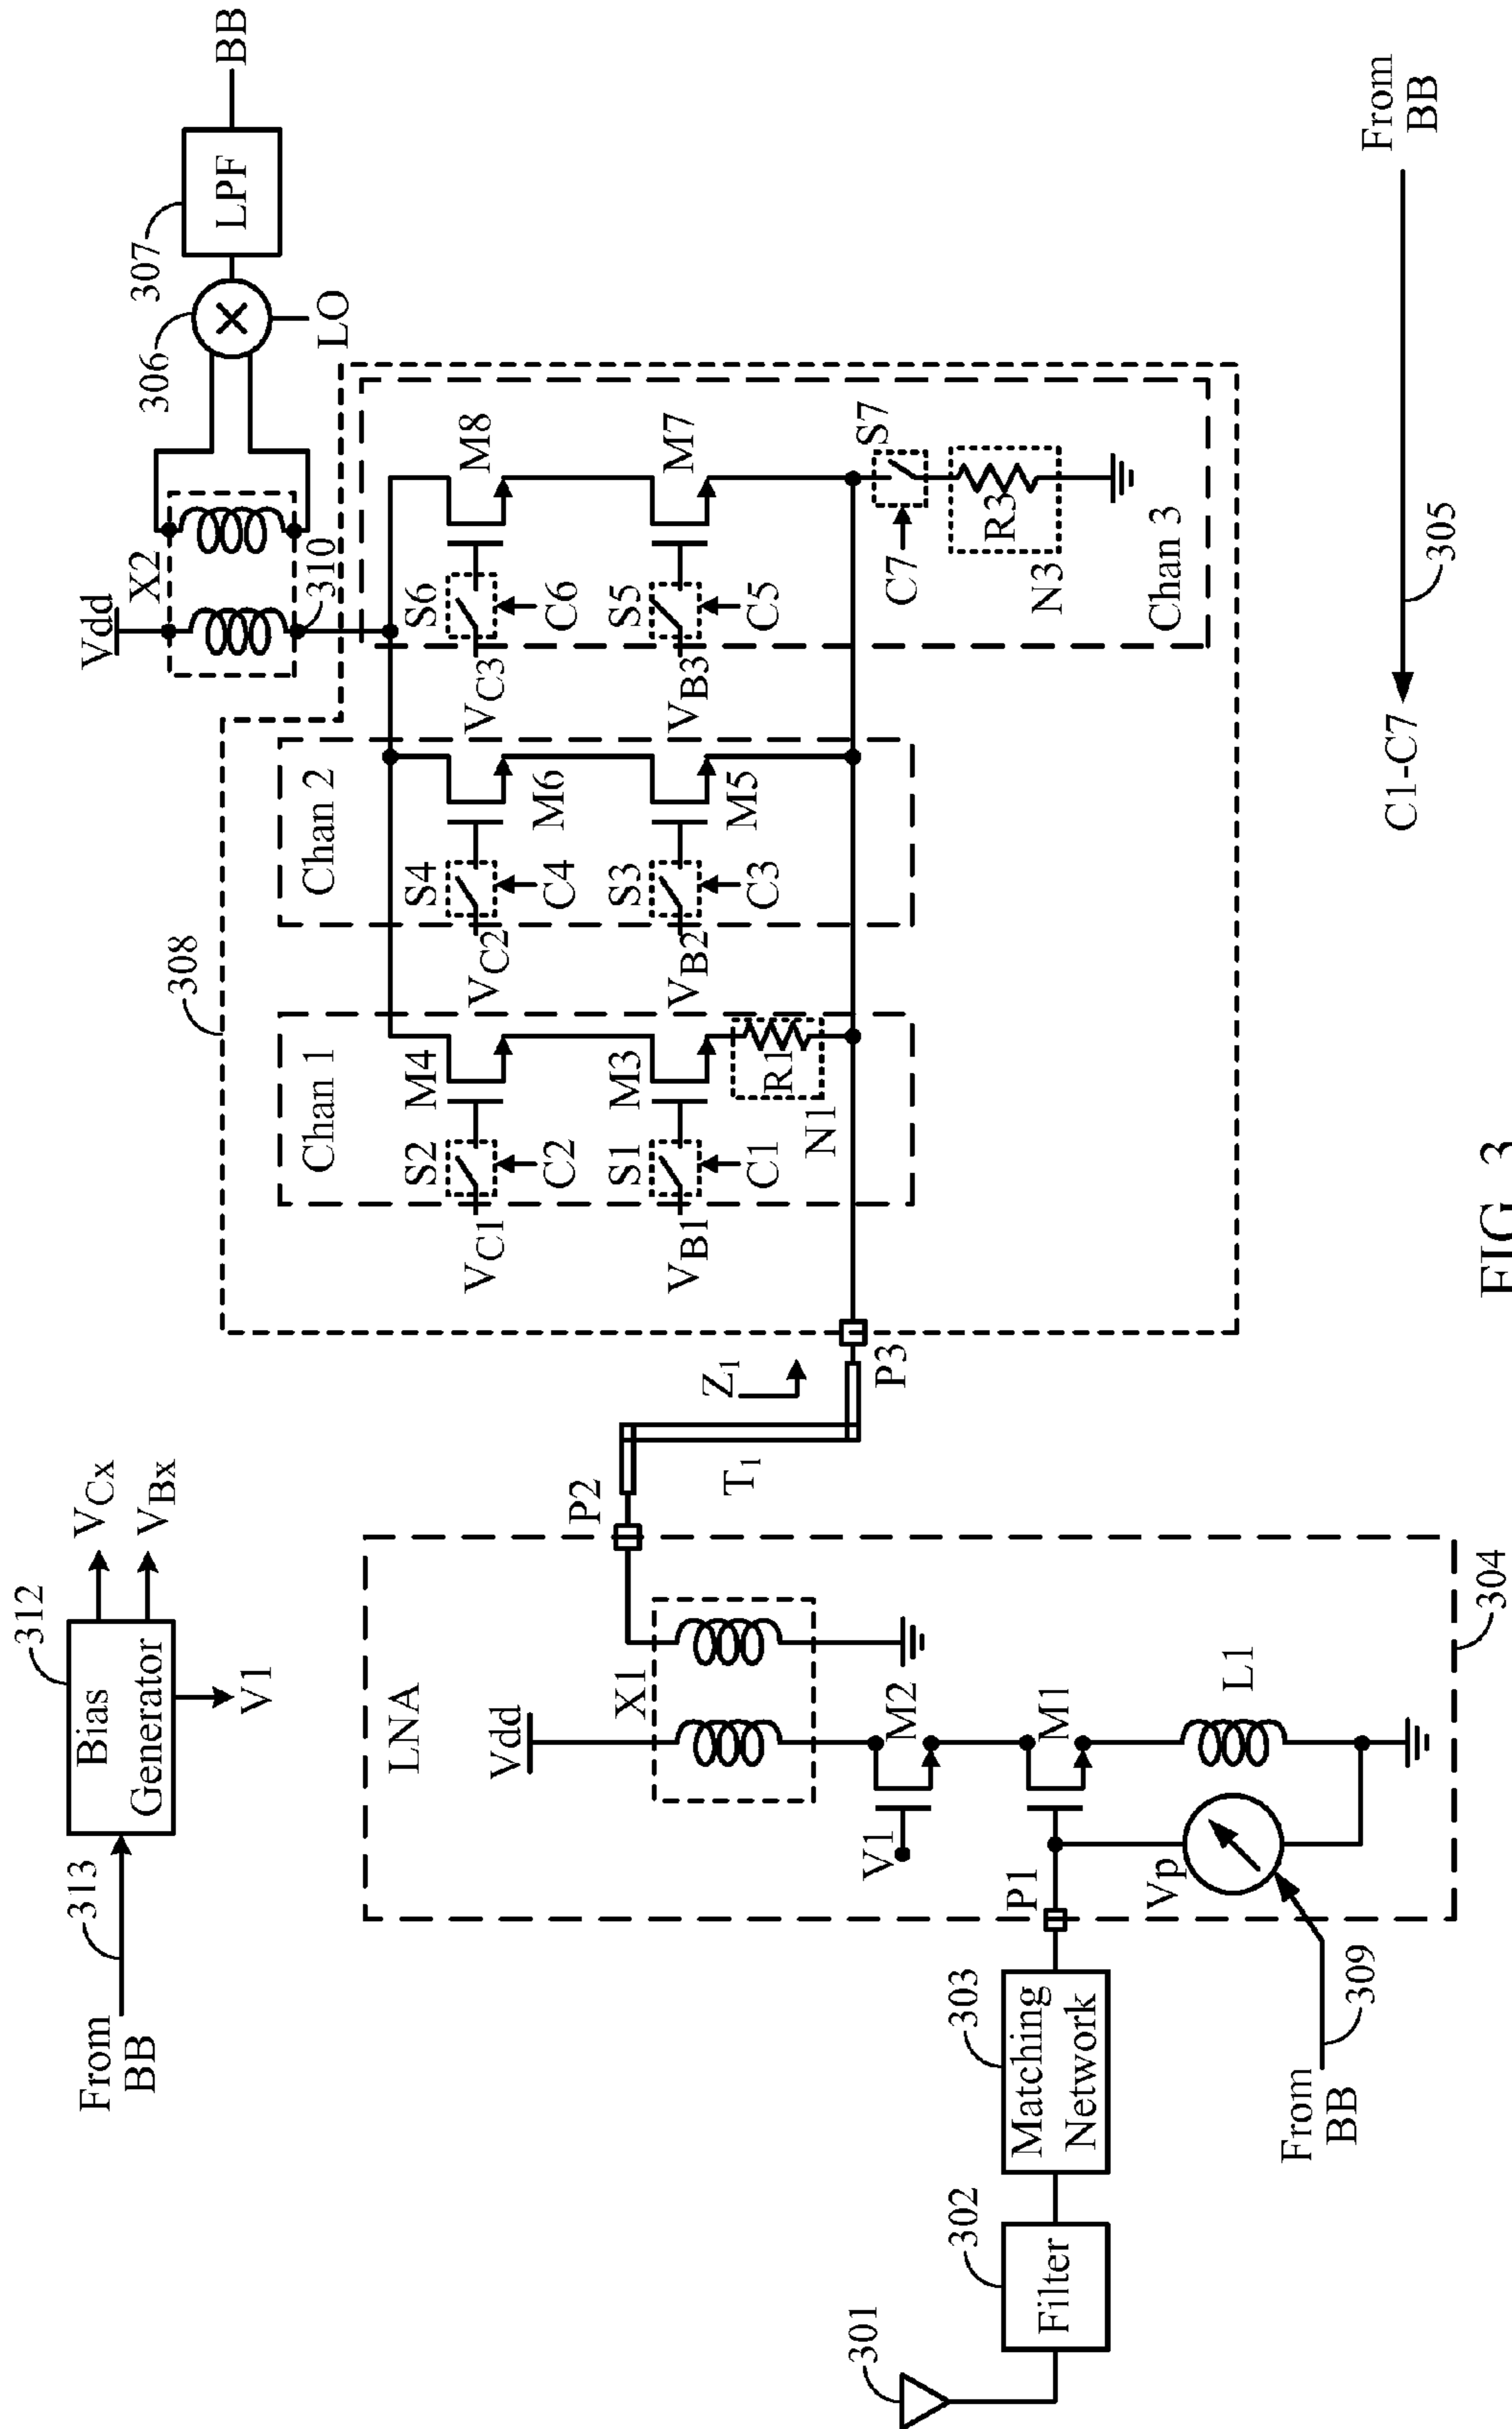 From
BB
313
Bias
Generator
312
VCx
VBx
V1
308
Vdd
X2
310
306
307
LPF
BB
LO
Chan 1
S2
M4
VC1
C2
S1
M3
VB1
C1
R1
N1
Chan 2
S4
M6
VC2
C4
S3
M5
VB2
C3
S6
M8
VC3
C6
S5
M7
VB3
C5
S7
C7
R3
N3
Chan 3
LNA
Vdd
X1
P2
T1
Z1
P3
V1
M2
P1
M1
Vp
L1
304
301
302
Filter
303
Matching
Network
From
BB
309
C1-C7
305
From
BB
FIG. 3